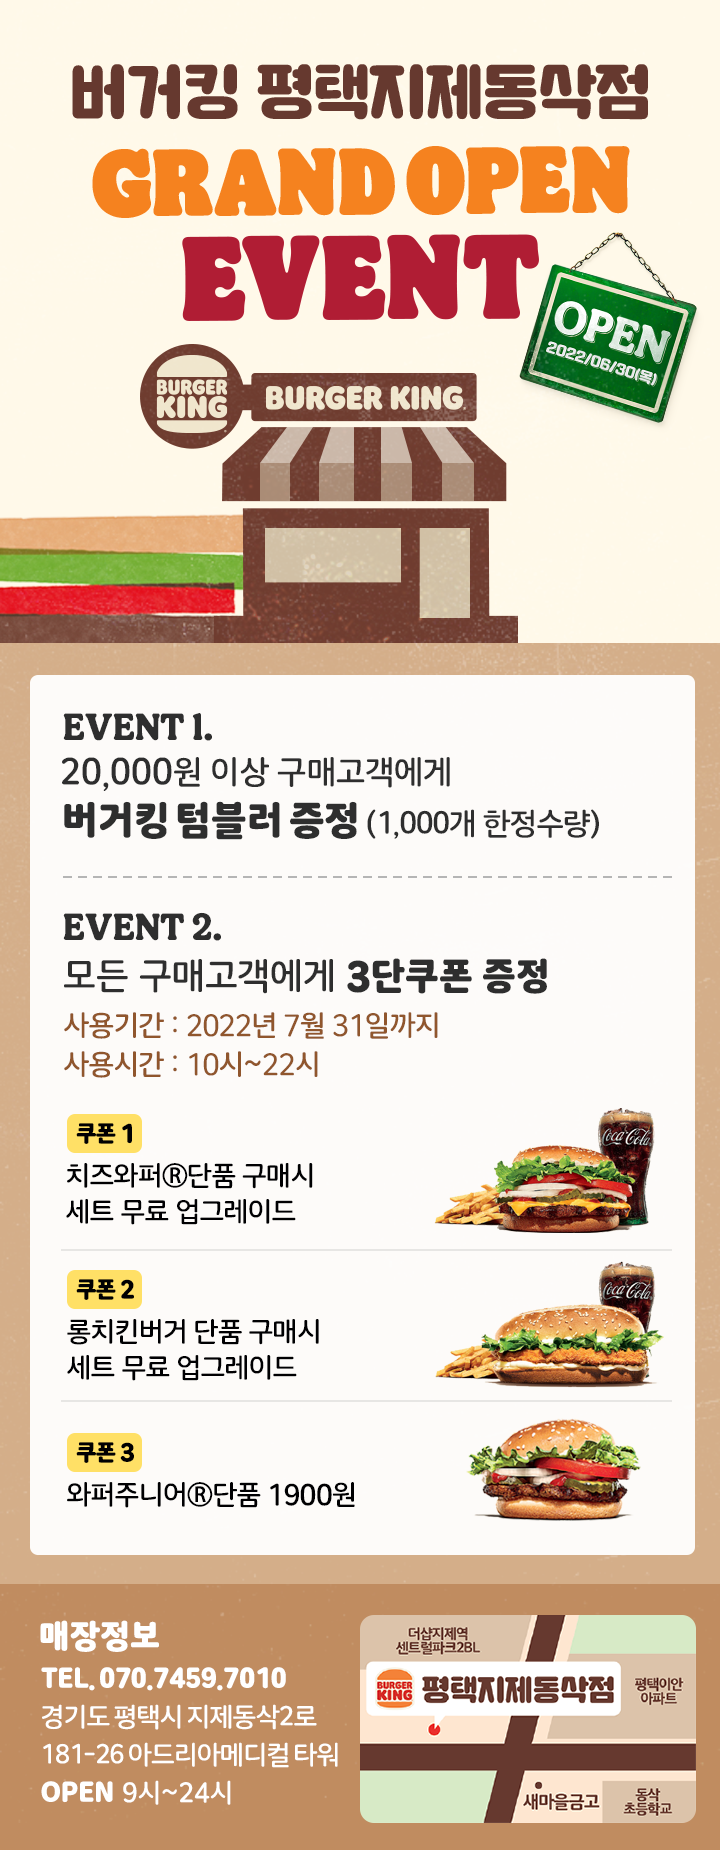 버거킹 평택지제동삭점
GRAND OPEN
EVENT
OPEN
2022/06/30(목)
BURGER
KING
BURGER KING
EVENT 1.
20,000원 이상 구매고객에게
버거킹 텀블러 증정 (1,000개 한정수량)
EVENT 2.
모든 구매고객에게 3단쿠폰 증정
사용기간 : 2022년 7월 31일까지
사용시간 : 10시~22시
쿠폰 1
치즈와퍼®단품 구매시
세트 무료 업그레이드
Coca-Cola
쿠폰 2
롱치킨버거 단품 구매시
세트 무료 업그레이드
Coca-Cola
쿠폰 3
와퍼주니어®단품 1900원
매장정보
TEL. 070.7459.7010
경기도 평택시 지제동삭2로
181-26 아드리아메디컬 타워
OPEN 9시~24시
더샵지제역
센트럴파크2BL
BURGER
KING
평택지제동삭점
평택이안
아파트
새마을금고
동삭
초등학교